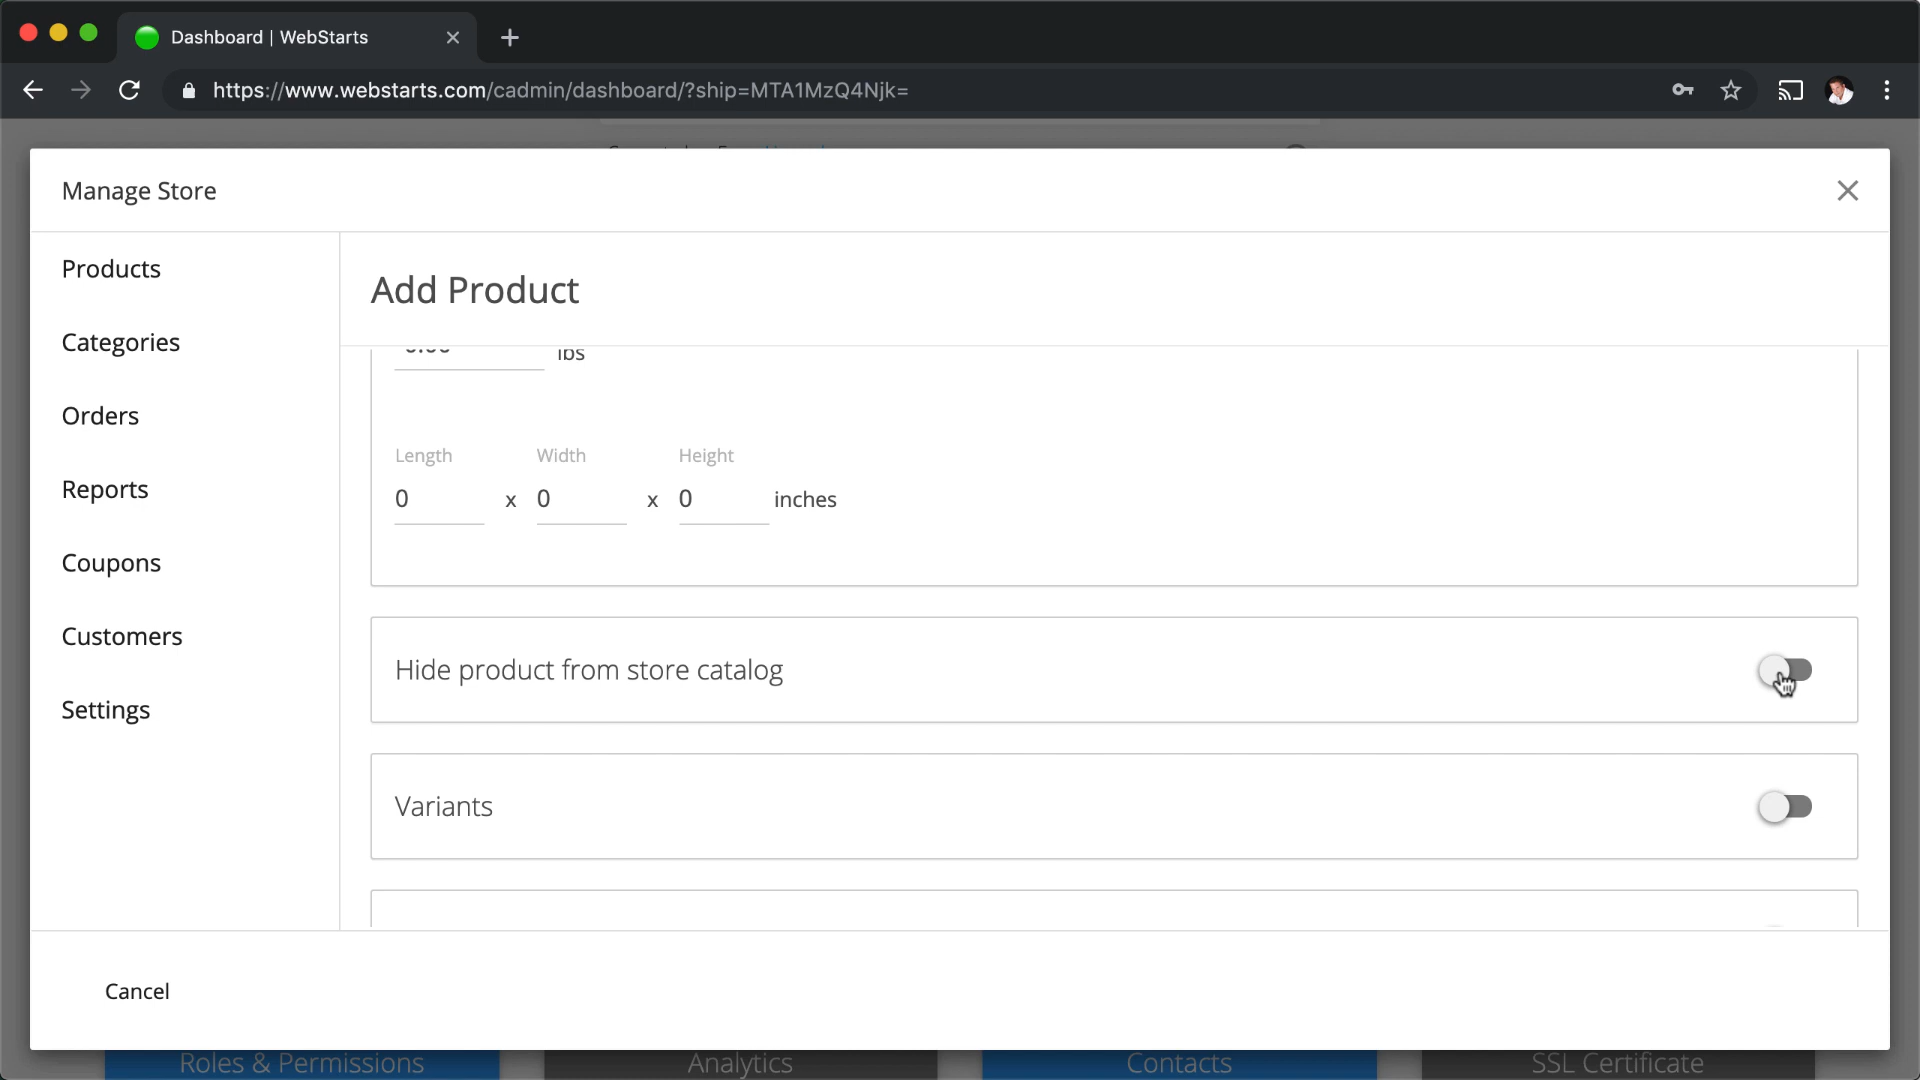 Dashboard | WebStarts
https://www.webstarts.com/cadmin/dashboard/?ship=MTA1MzQ4Njk=
Manage Store
Products
Categories
Orders
Reports
Coupons
Customers
Settings
Add Product
lbs
Length Width Height
0 x 0 x 0 inches
Hide product from store catalog
Variants
Cancel
Roles & Permissions Analytics Contacts SSL Certificate